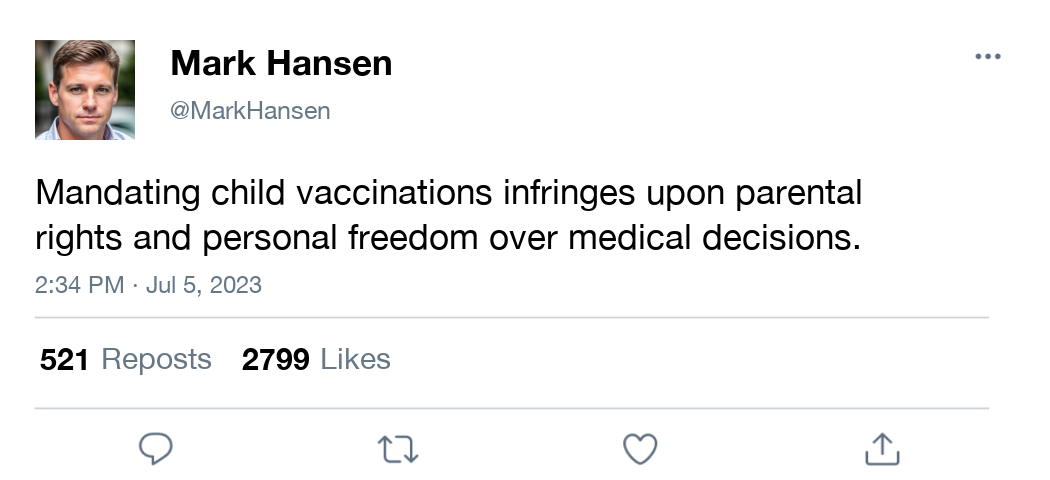 Mark Hansen
@MarkHansen
Mandating child vaccinations infringes upon parental
rights and personal freedom over medical decisions.
2:34 PM · Jul 5, 2023
521 Reposts 2799 Likes